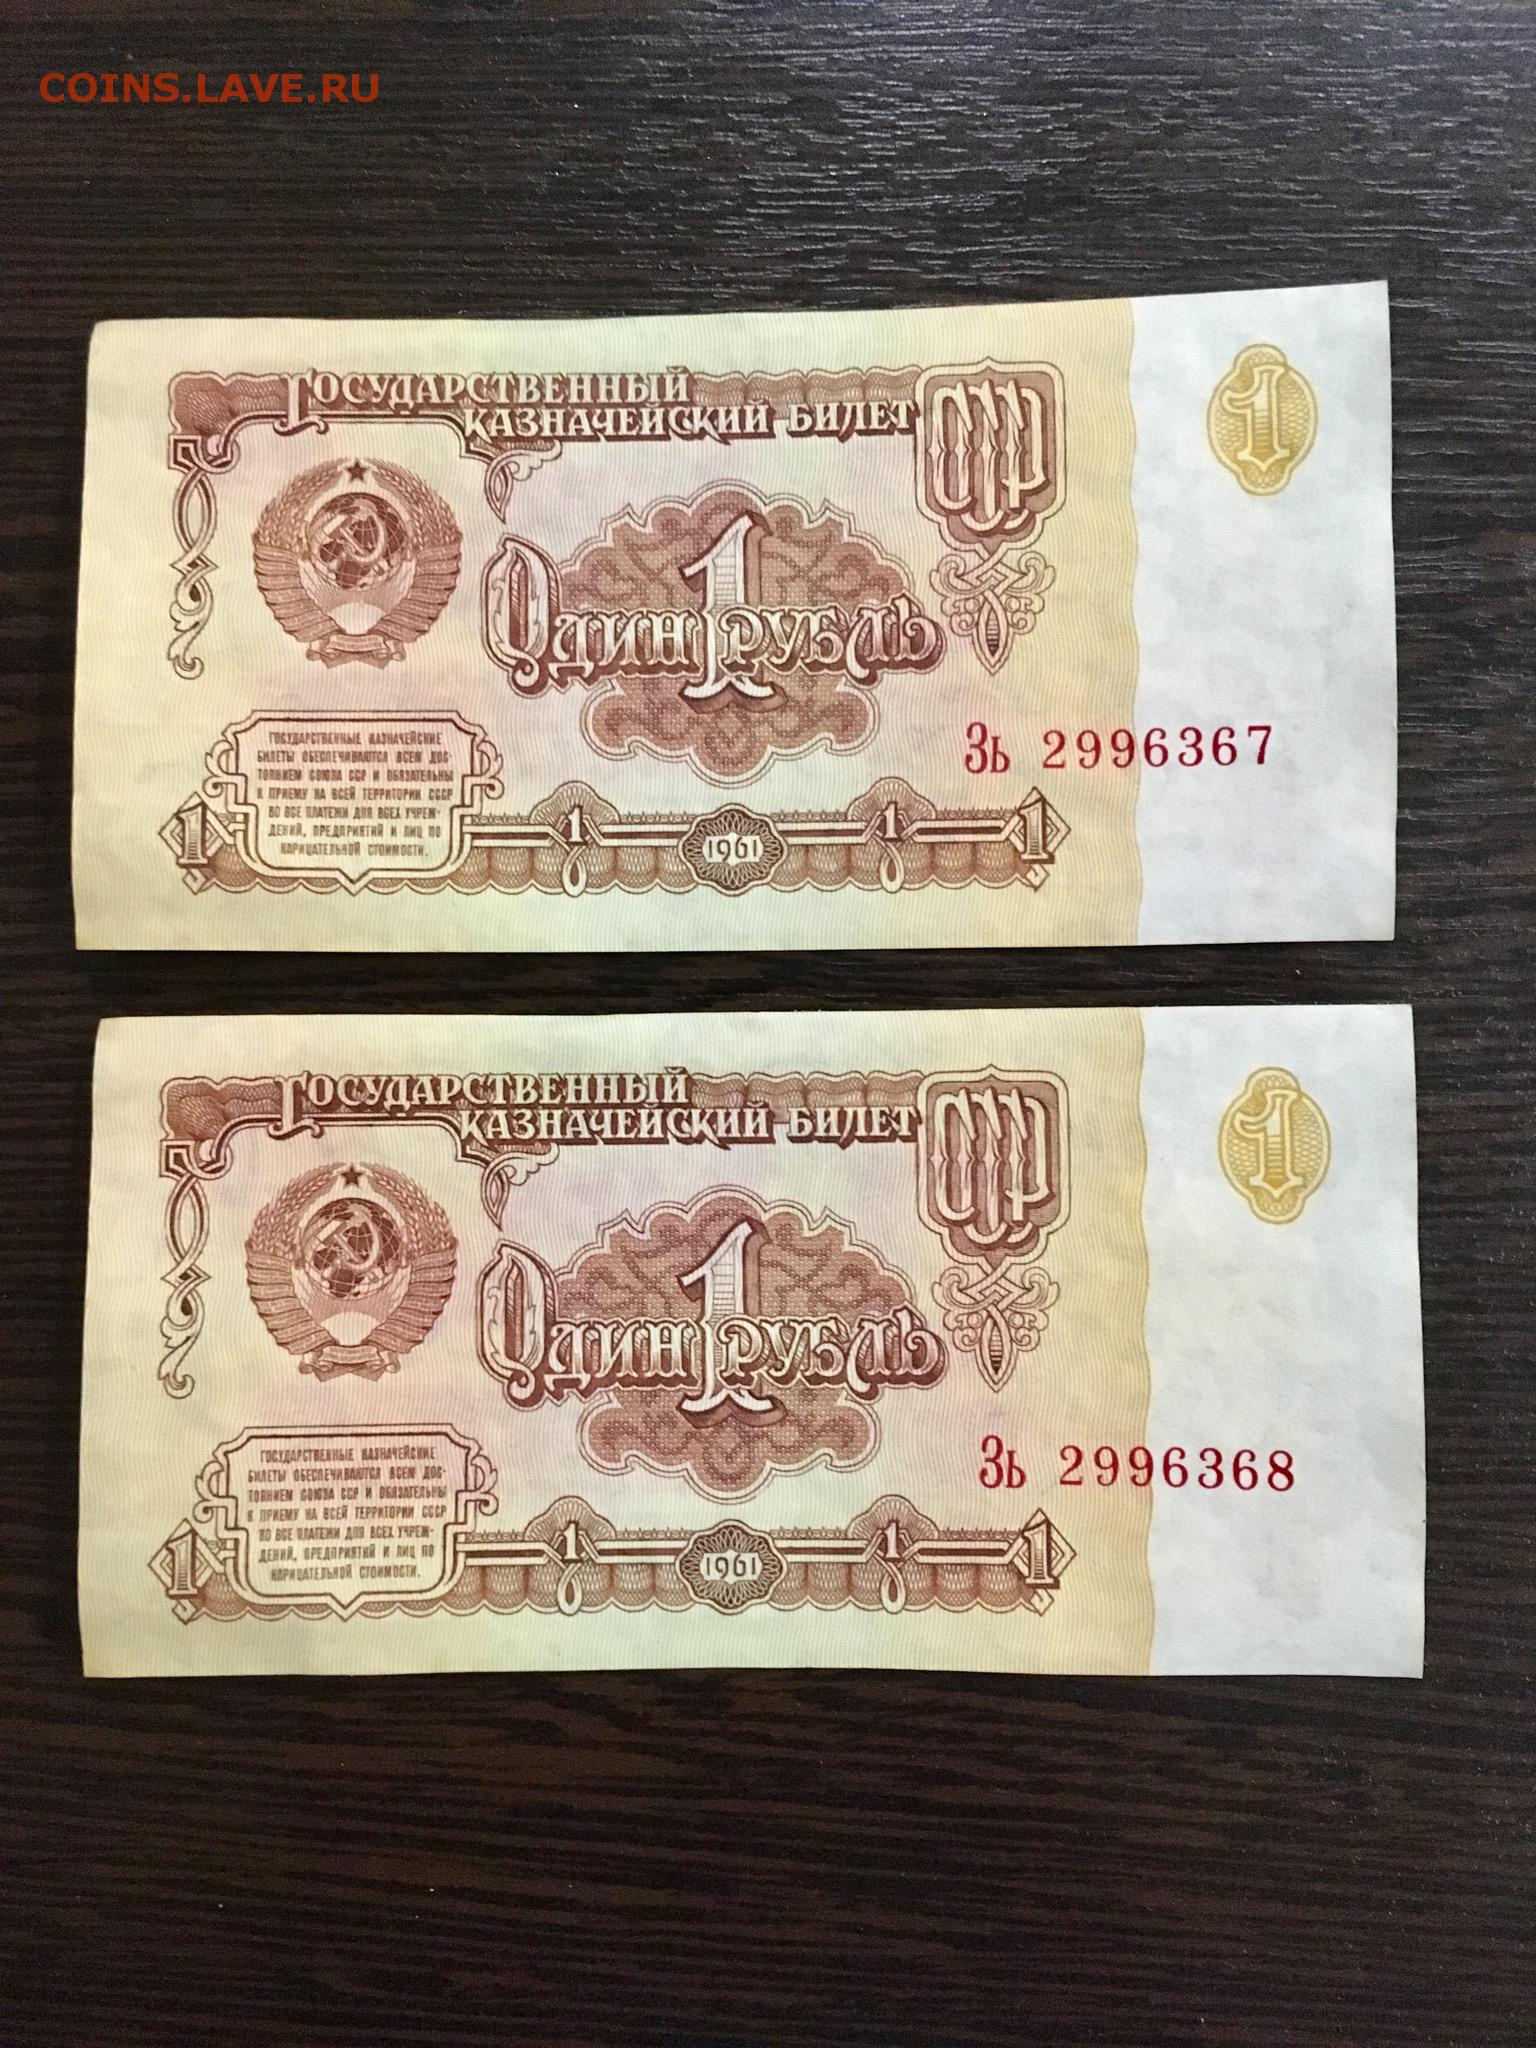 COINS.LAVE.RU
ГОСУДАРСТВЕННЫЙ
КАЗНАЧЕЙСКИЙ БИЛЕТ
СССР
1
1
ОДИН РУБЛЬ
Зь 2996367
ГОСУДАРСТВЕННЫЕ КАЗНАЧЕЙСКИЕ
БИЛЕТЫ ОБЕСПЕЧИВАЮТСЯ ВСЕМ ДОС-
ТОЯНИЕМ СОЮЗА ССР И ОБЯЗАТЕЛЬНЫ
К ПРИЕМУ НА ВСЕЙ ТЕРРИТОРИИ СССР
ВО ВСЕ ПЛАТЕЖИ ДЛЯ ВСЕХ УЧРЕЖ-
ДЕНИЙ, ПРЕДПРИЯТИЙ И ЛИЦ ПО
НАРИЦАТЕЛЬНОЙ СТОИМОСТИ.
1 1 1961 1 1
ГОСУДАРСТВЕННЫЙ
КАЗНАЧЕЙСКИЙ БИЛЕТ
СССР
1
1
ОДИН РУБЛЬ
Зь 2996368
ГОСУДАРСТВЕННЫЕ КАЗНАЧЕЙСКИЕ
БИЛЕТЫ ОБЕСПЕЧИВАЮТСЯ ВСЕМ ДОС-
ТОЯНИЕМ СОЮЗА ССР И ОБЯЗАТЕЛЬНЫ
К ПРИЕМУ НА ВСЕЙ ТЕРРИТОРИИ СССР
ВО ВСЕ ПЛАТЕЖИ ДЛЯ ВСЕХ УЧРЕЖ-
ДЕНИЙ, ПРЕДПРИЯТИЙ И ЛИЦ ПО
НАРИЦАТЕЛЬНОЙ СТОИМОСТИ.
1 1 1961 1 1